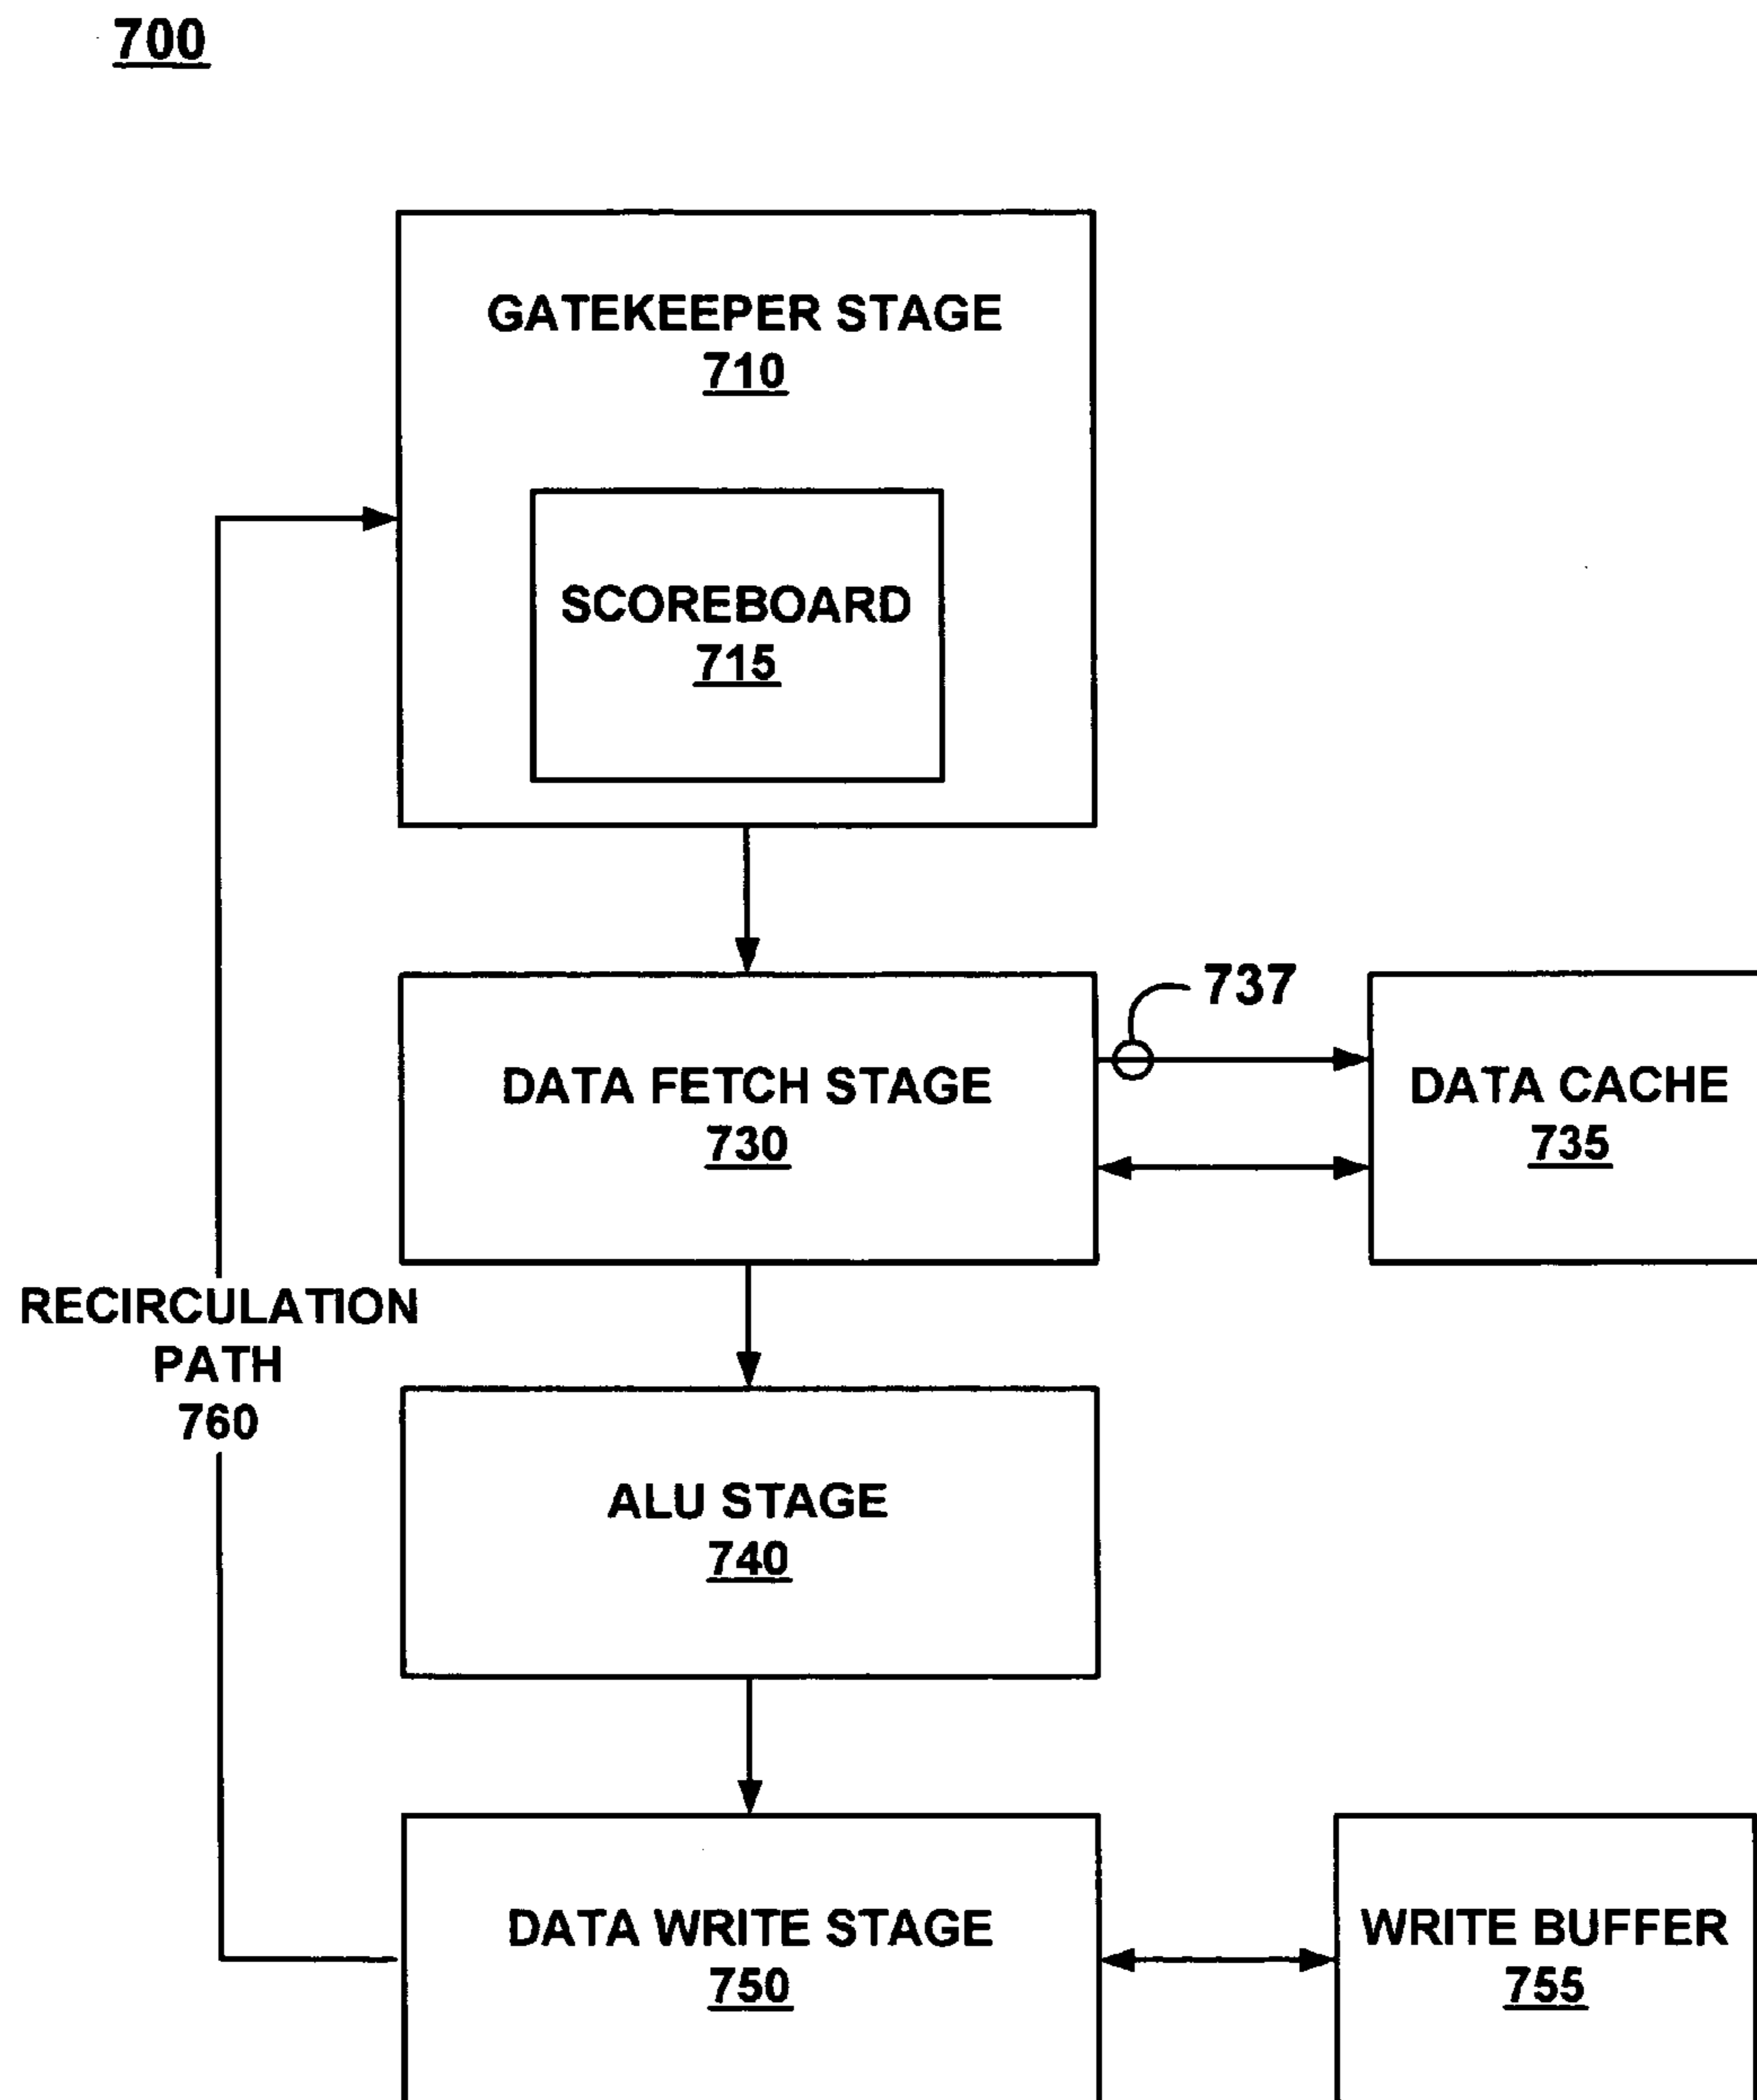 700
GATEKEEPER STAGE
710
SCOREBOARD
715
737
DATA FETCH STAGE
730
DATA CACHE
735
RECIRCULATION
PATH
760
ALU STAGE
740
DATA WRITE STAGE
750
WRITE BUFFER
755